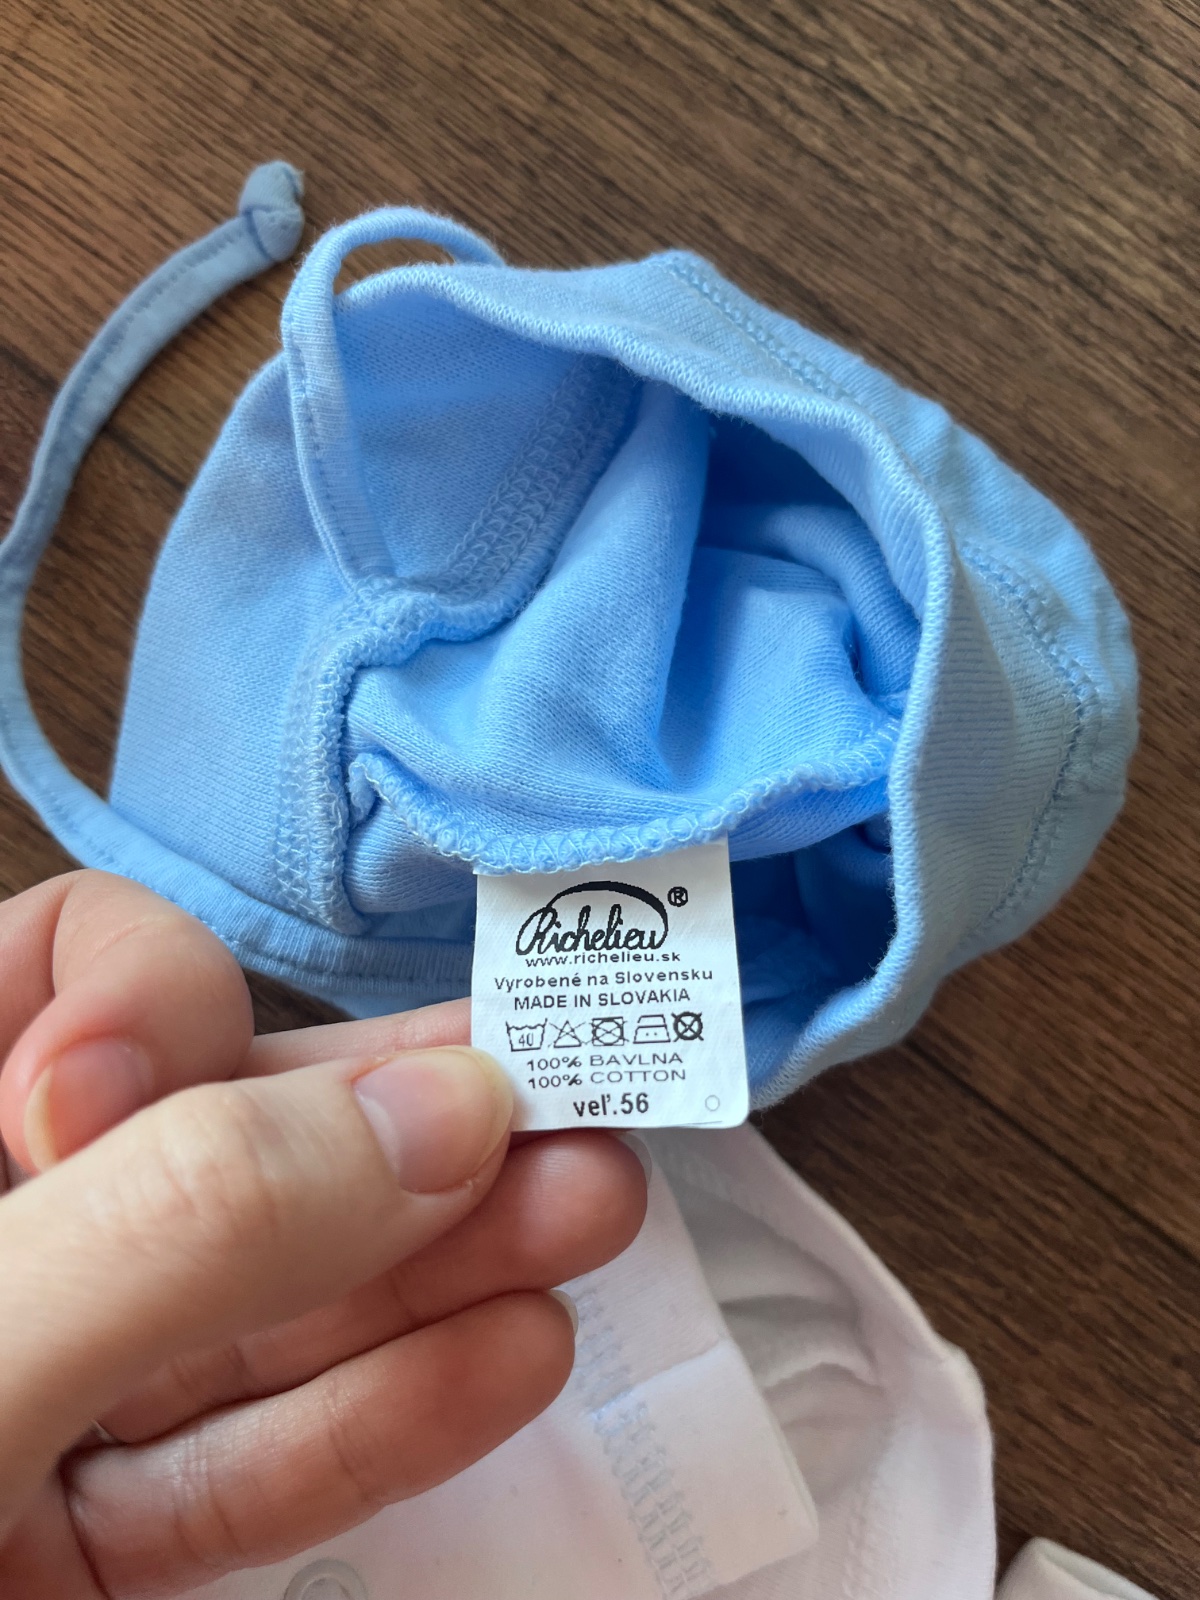 Richelieu ®
www.richelieu.sk
Vyrobené na Slovensku
MADE IN SLOVAKIA
40
100% BAVLNA
100% COTTON
veľ.56